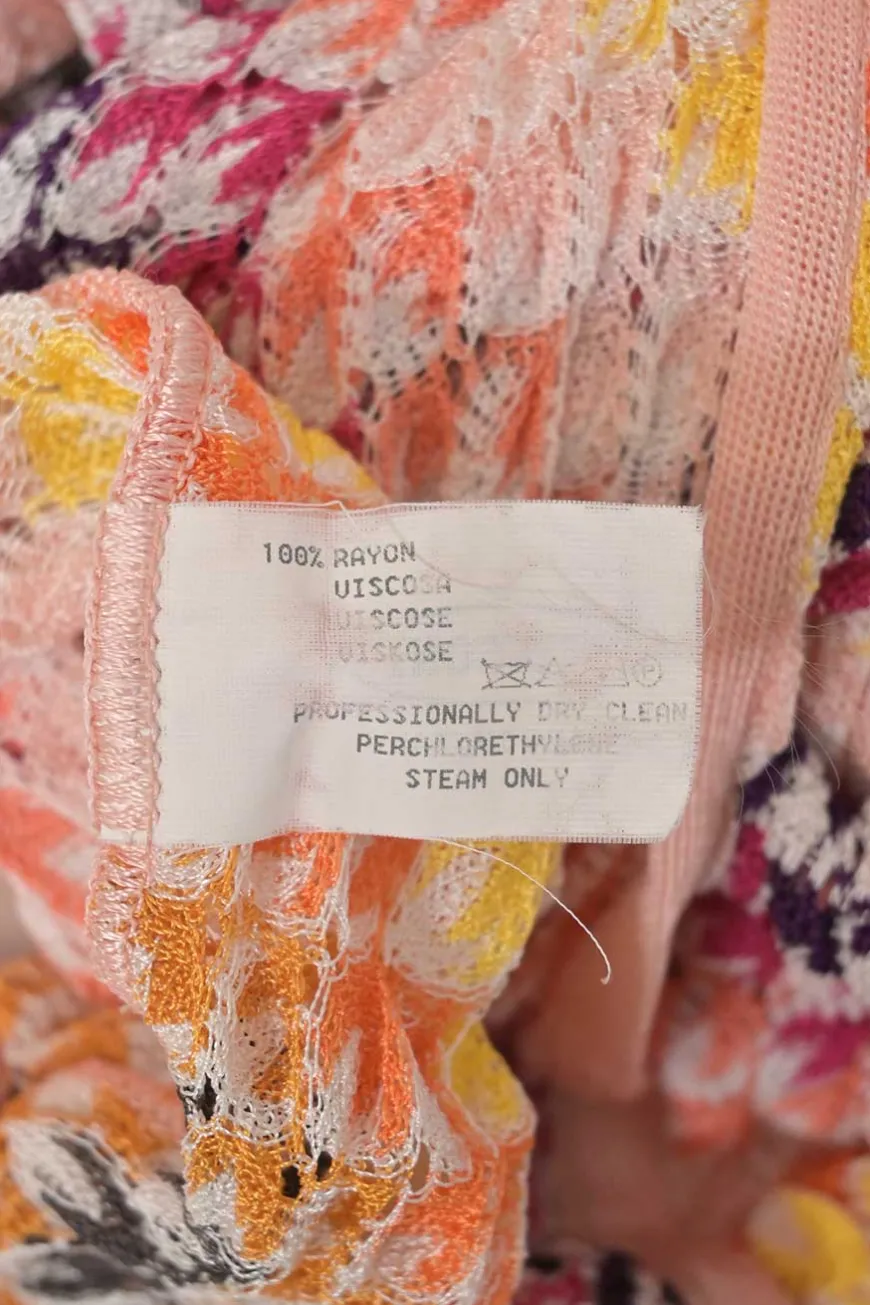 100% RAYON
VISCOSA
VISCOSE
VISKOSE
PROFESSIONALLY DRY CLEAN
PERCHLORETHYLENE
STEAM ONLY